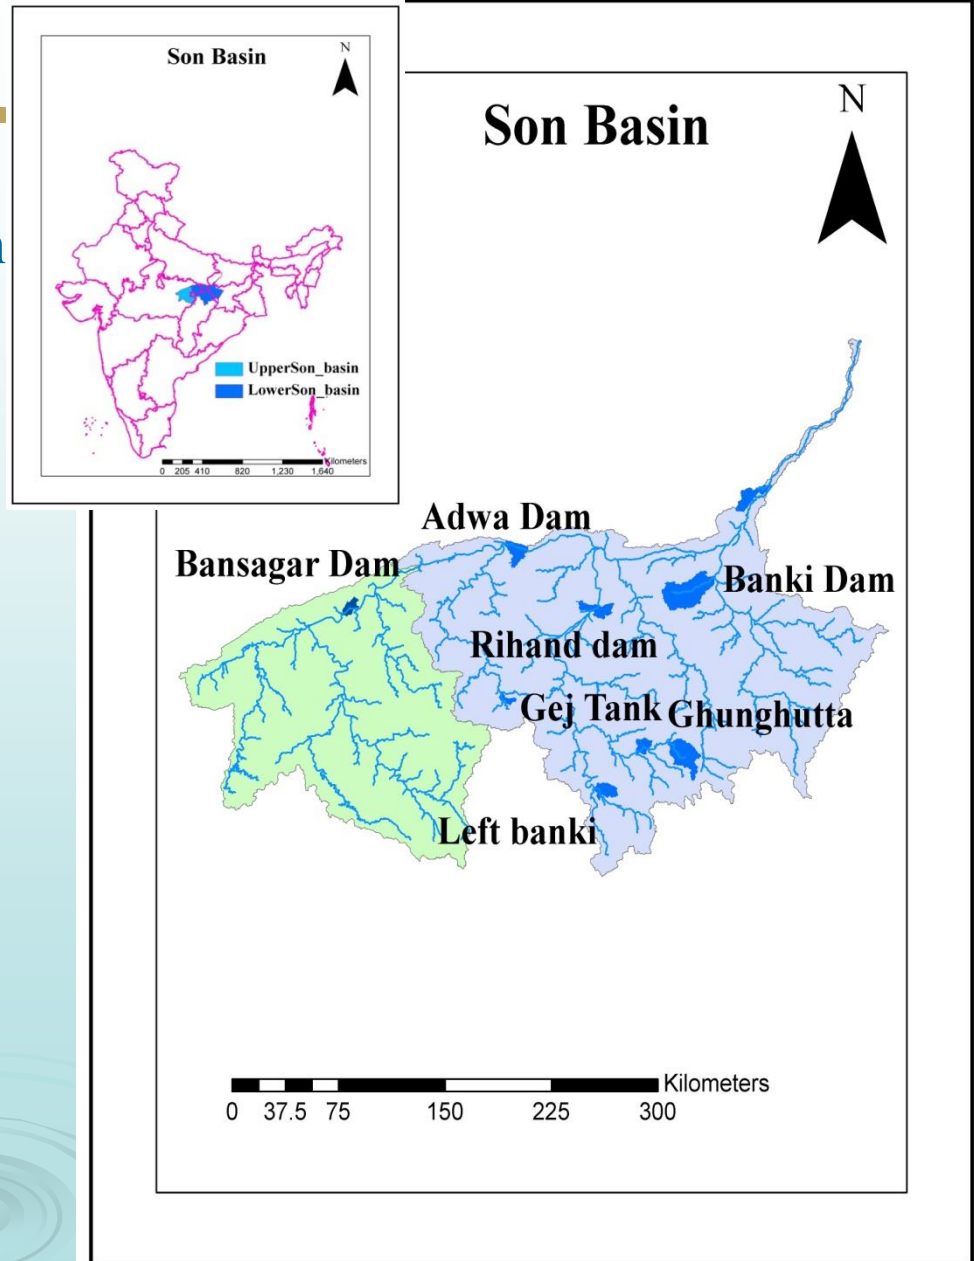 Son Basin
N
UpperSon_basin
LowerSon_basin
Kilometers
0 205 410 820 1,230 1,640
Son Basin
N
Adwa Dam
Bansagar Dam
Banki Dam
Rihand dam
Gej Tank Ghunghutta
Left banki
Kilometers
0 37.5 75 150 225 300